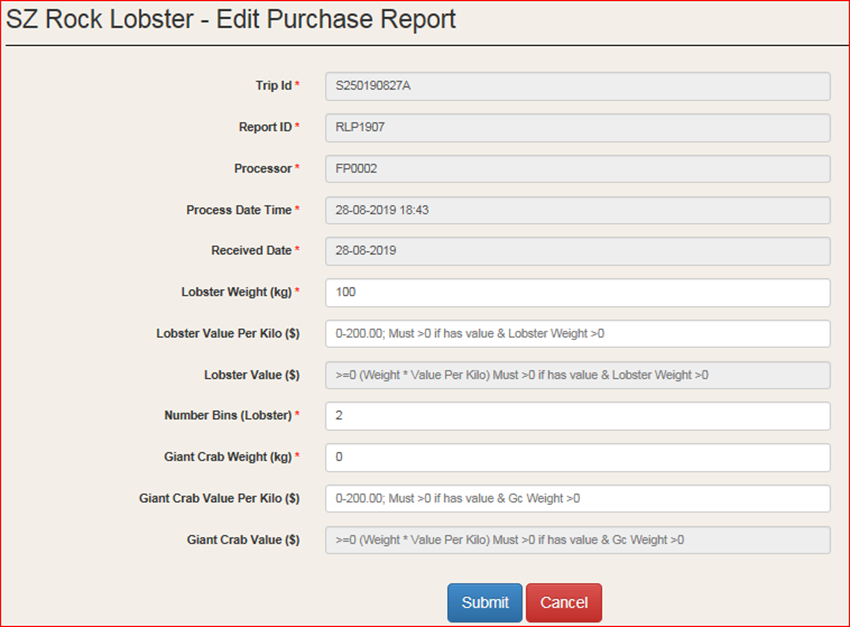 SZ Rock Lobster - Edit Purchase Report
Trip Id * S250190827A
Report ID * RLP1907
Processor * FP0002
Process Date Time * 28-08-2019 18:43
Received Date * 28-08-2019
Lobster Weight (kg) * 100
Lobster Value Per Kilo ($) 0-200.00; Must >0 if has value & Lobster Weight >0
Lobster Value ($) >=0 (Weight * Value Per Kilo) Must >0 if has value & Lobster Weight >0
Number Bins (Lobster) * 2
Giant Crab Weight (kg) * 0
Giant Crab Value Per Kilo ($) 0-200.00; Must >0 if has value & Gc Weight >0
Giant Crab Value ($) >=0 (Weight * Value Per Kilo) Must >0 if has value & Gc Weight >0
Submit Cancel